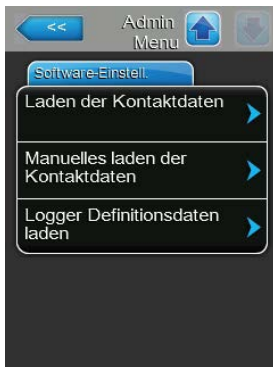 <<
Admin
Menu
Software-Einstell.
Laden der Kontaktdaten
Manuelles laden der
Kontaktdaten
Logger Definitionsdaten
laden